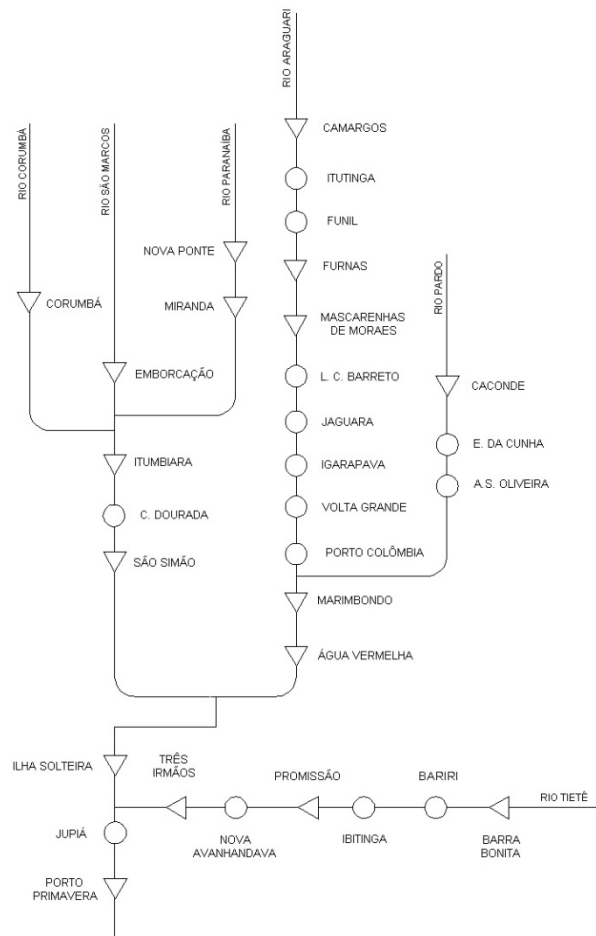 RIO ARAGUARI
RIO CORUMBÁ
RIO SÃO MARCOS
RIO PARANAÍBA
CAMARGOS
ITUTINGA
FUNIL
NOVA PONTE
FURNAS
RIO PARDO
CORUMBÁ
MIRANDA
MASCARENHAS
DE MORAES
EMBORCAÇÃO
L. C. BARRETO
CACONDE
JAGUARA
E. DA CUNHA
ITUMBIARA
IGARAPAVA
A.S. OLIVEIRA
C. DOURADA
VOLTA GRANDE
SÃO SIMÃO
PORTO COLÔMBIA
MARIMBONDO
ÁGUA VERMELHA
ILHA SOLTEIRA
TRÊS
IRMÃOS
PROMISSÃO
BARIRI
RIO TIETÊ
JUPIÁ
NOVA
AVANHANDAVA
IBITINGA
BARRA
BONITA
PORTO
PRIMAVERA